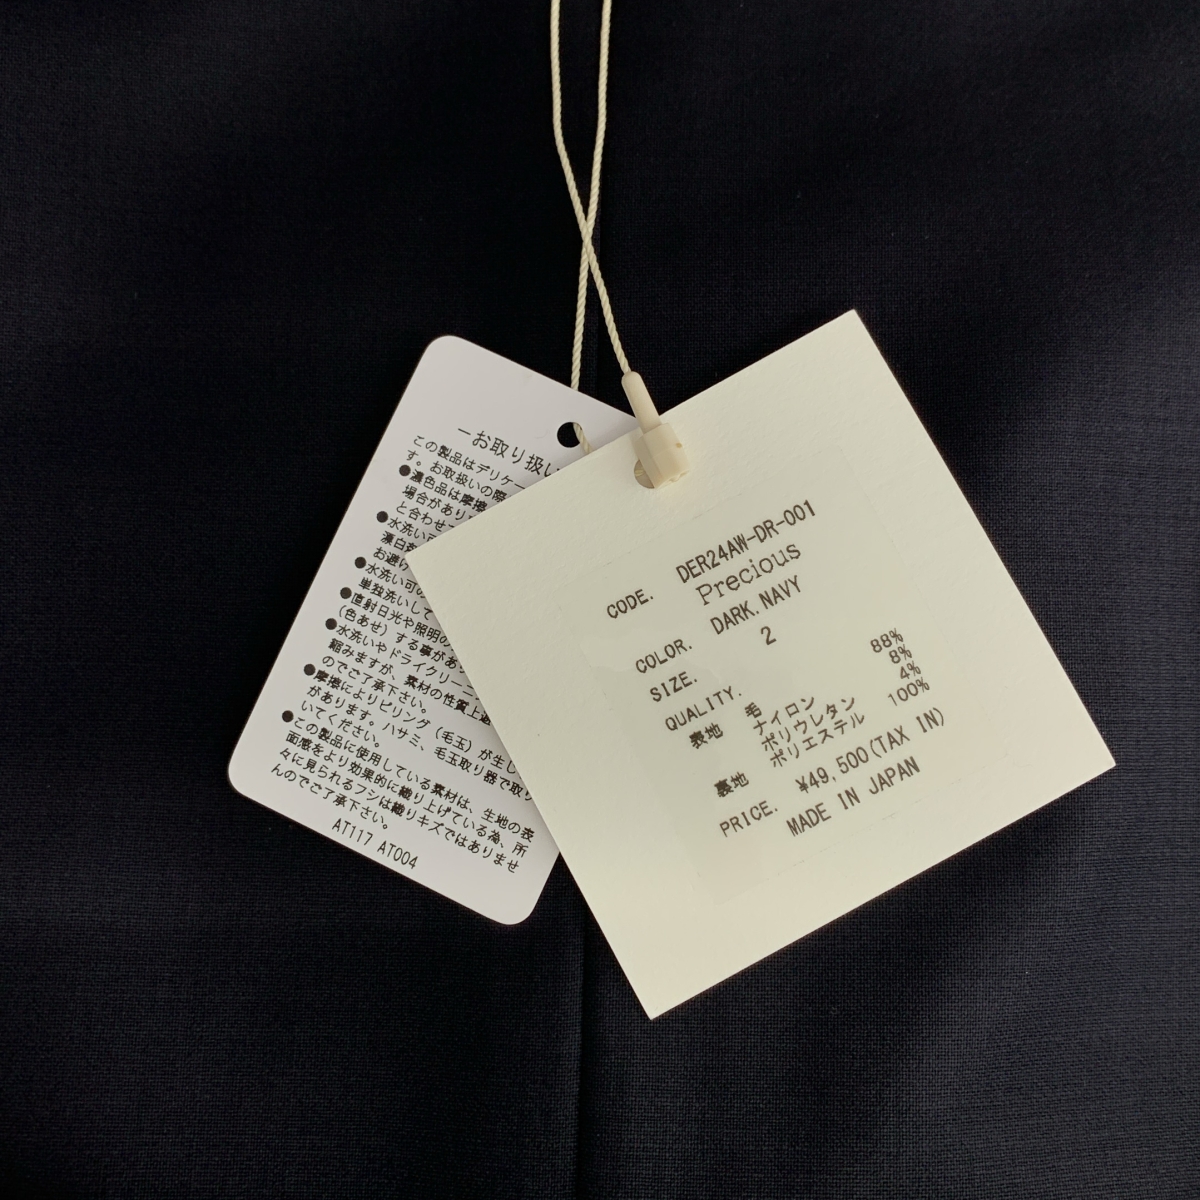 －お取り扱い
この製品はデリケー
す。お取扱いの際
●濃色品は摩擦
場合があり
と合わせ
●水洗い可
漂白
お避け
●水洗い可
単独洗いして
●直射日光や照明の
（色あせ）する事があ
●水洗いやドライクリーニ
縮みますが、素材の性質上
のでご了承下さい。
●摩擦によりピリング（毛玉）が生じ
があります。ハサミ、毛玉取り器で取り
いてください。
●この製品に使用している素材は、生地の表
面感をより効果的に織り上げている為、所
々に見られるフシは織りキズではありませ
んのでご了承下さい。
AT117 AT004
CODE. DER24AW-DR-001
Precious
COLOR. DARK.NAVY
SIZE. 2
QUALITY.
表地 毛 88%
ナイロン 8%
ポリウレタン 4%
裏地 ポリエステル 100%
PRICE. ¥49,500(TAX IN)
MADE IN JAPAN